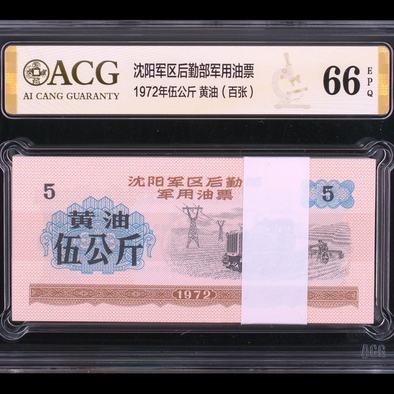 ACG
AI CANG GUARANTY
沈阳军区后勤部军用油票
1972年伍公斤 黄油（百张）
66
EPQ
沈阳军区后勤
军用油票
5
5
黄油
伍公斤
1972
ACG